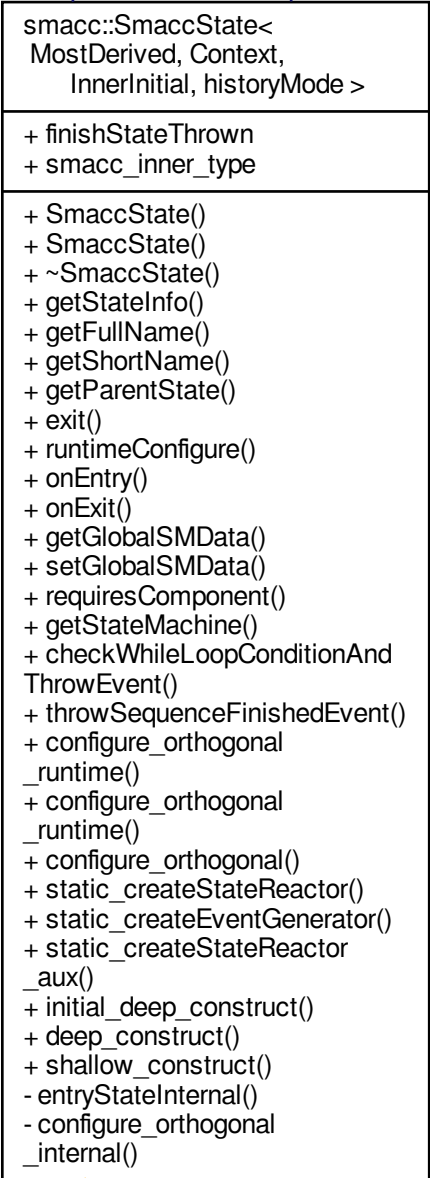 smacc::SmaccState<
MostDerived, Context,
InnerInitial, historyMode >
+ finishStateThrown
+ smacc_inner_type
+ SmaccState()
+ SmaccState()
+ ~SmaccState()
+ getStateInfo()
+ getFullName()
+ getShortName()
+ getParentState()
+ exit()
+ runtimeConfigure()
+ onEntry()
+ onExit()
+ getGlobalSMData()
+ setGlobalSMData()
+ requiresComponent()
+ getStateMachine()
+ checkWhileLoopConditionAnd
ThrowEvent()
+ throwSequenceFinishedEvent()
+ configure_orthogonal
_runtime()
+ configure_orthogonal
_runtime()
+ configure_orthogonal()
+ static_createStateReactor()
+ static_createEventGenerator()
+ static_createStateReactor
_aux()
+ initial_deep_construct()
+ deep_construct()
+ shallow_construct()
- entryStateInternal()
- configure_orthogonal
_internal()